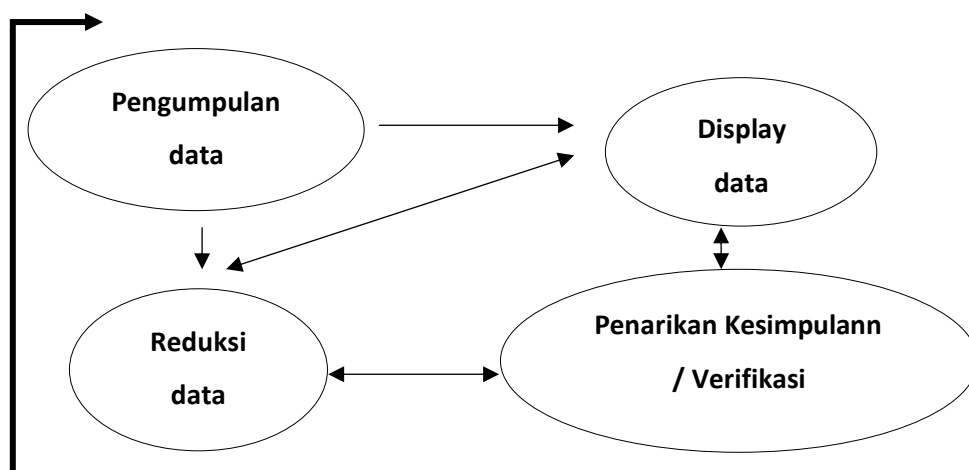 Pengumpulan
data
Display
data
Reduksi
data
Penarikan Kesimpulann
/ Verifikasi